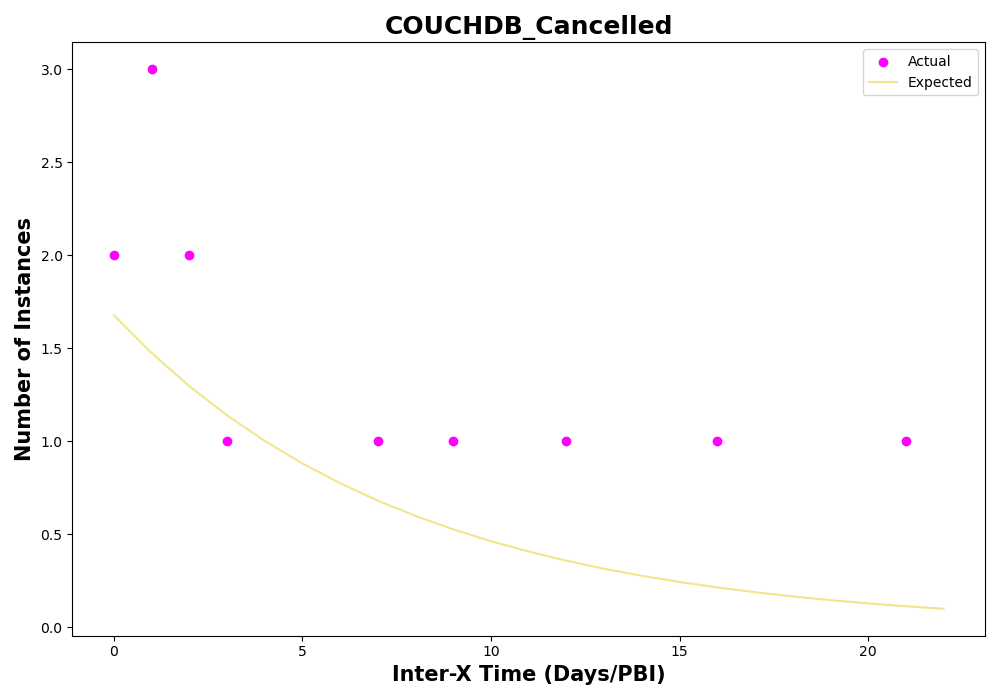 COUCHDB_Cancelled
Actual
Expected
Number of Instances
3.0
2.5
2.0
1.5
1.0
0.5
0.0
0
5
10
15
20
Inter-X Time (Days/PBI)